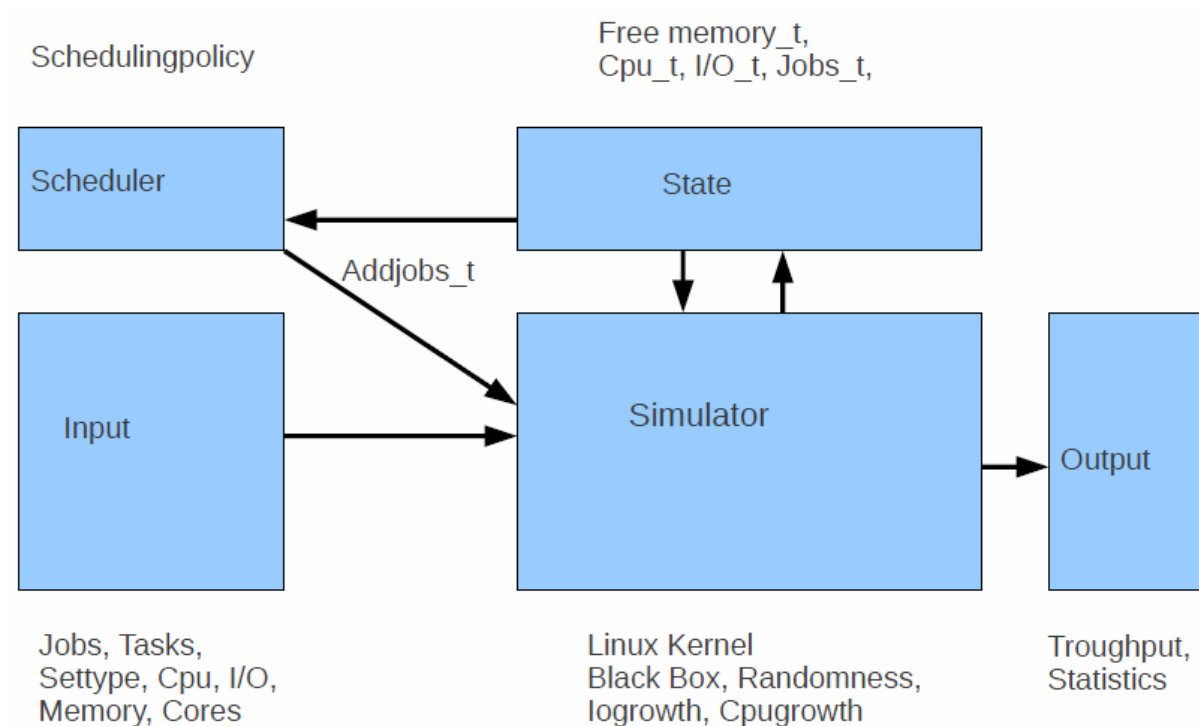 Schedulingpolicy
Free memory_t,
Cpu_t, I/O_t, Jobs_t,
Scheduler
State
Addjobs_t
Input
Simulator
Output
Jobs, Tasks,
Settype, Cpu, I/O,
Memory, Cores
Linux Kernel
Black Box, Randomness,
Iogrowth, Cpugrowth
Troughput,
Statistics